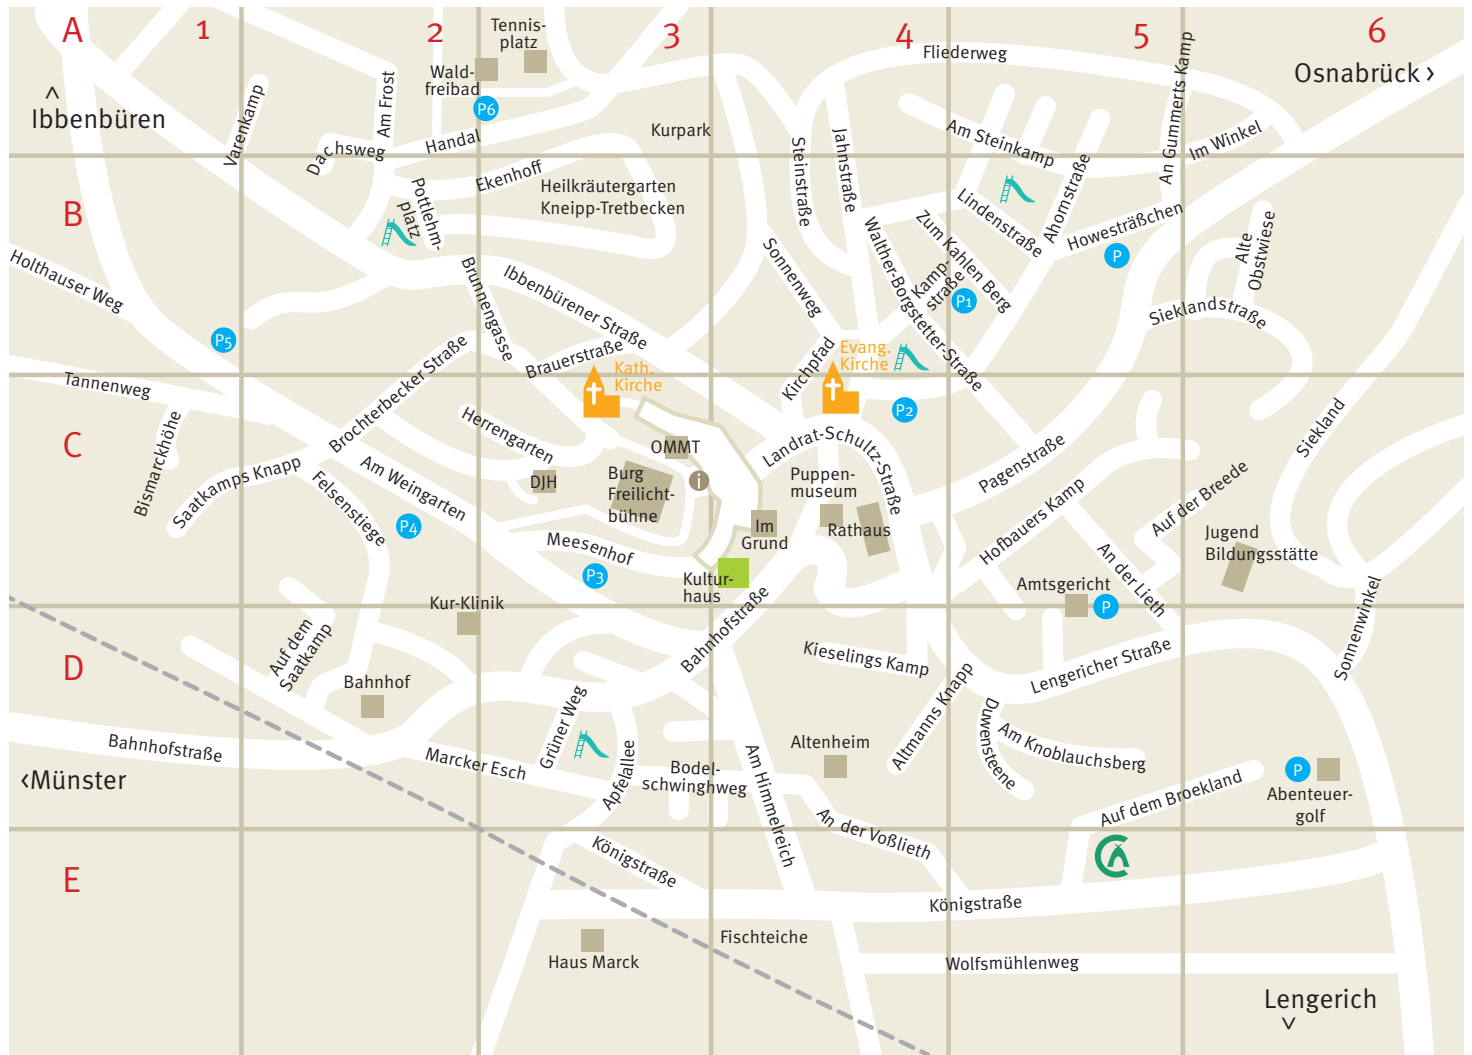 A
1
2
3
4
5
6
Tennis-
platz
Wald-
freibad
P6
Fliederweg
Osnabrück ›
‹
Ibbenbüren
Varenkamp
Am Frost
Dachsweg
Handal
Kurpark
Steinstraße
Jahnstraße
Am Steinkamp
An Gummerts Kamp
Im Winkel
B
Pottlehm-
platz
Ekenhoff
Heilkräutergarten
Kneipp-Tretbecken
Lindenstraße
Ahornstraße
Howesträßchen
P
Alte
Obstwiese
Holthauser Weg
Brunnengasse
Ibbenbürener Straße
Sonnenweg
Walther-Borgstetter-Straße
Zum Kahlen Berg
Kamp-
straße
P1
Sieklandstraße
P5
Brauerstraße
Kath.
Kirche
Kirchpfad
Evang.
Kirche
Tannenweg
Brochterbecker Straße
P2
C
Bismarckhöhe
Saatkamps Knapp
Felsenstiege
Am Weingarten
P4
Herrengarten
DJH
OMMT
i
Burg
Freilicht-
bühne
Landrat-Schultz-Straße
Puppen-
museum
Im
Grund
Rathaus
Pagenstraße
Hofbauers Kamp
Auf der Breede
Siekland
Jugend
Bildungsstätte
Meesenhof
P3
Kultur-
haus
An der Lieth
Amtsgericht
P
Kur-Klinik
Bahnhofstraße
Sonnenwinkel
D
Auf dem
Saatkamp
Bahnhof
Kieselings Kamp
Altmanns Knapp
Lengericher Straße
Duwensteene
Am Knoblauchsberg
Bahnhofstraße
‹Münster
Marcker Esch
Grüner Weg
Apfelallee
Bodel-
schwinghweg
Am Himmelreich
Altenheim
An der Voßlieth
Auf dem Broekland
P
Abenteuer-
golf
E
Königstraße
Königstraße
Haus Marck
Fischteiche
Wolfsmühlenweg
Lengerich
›